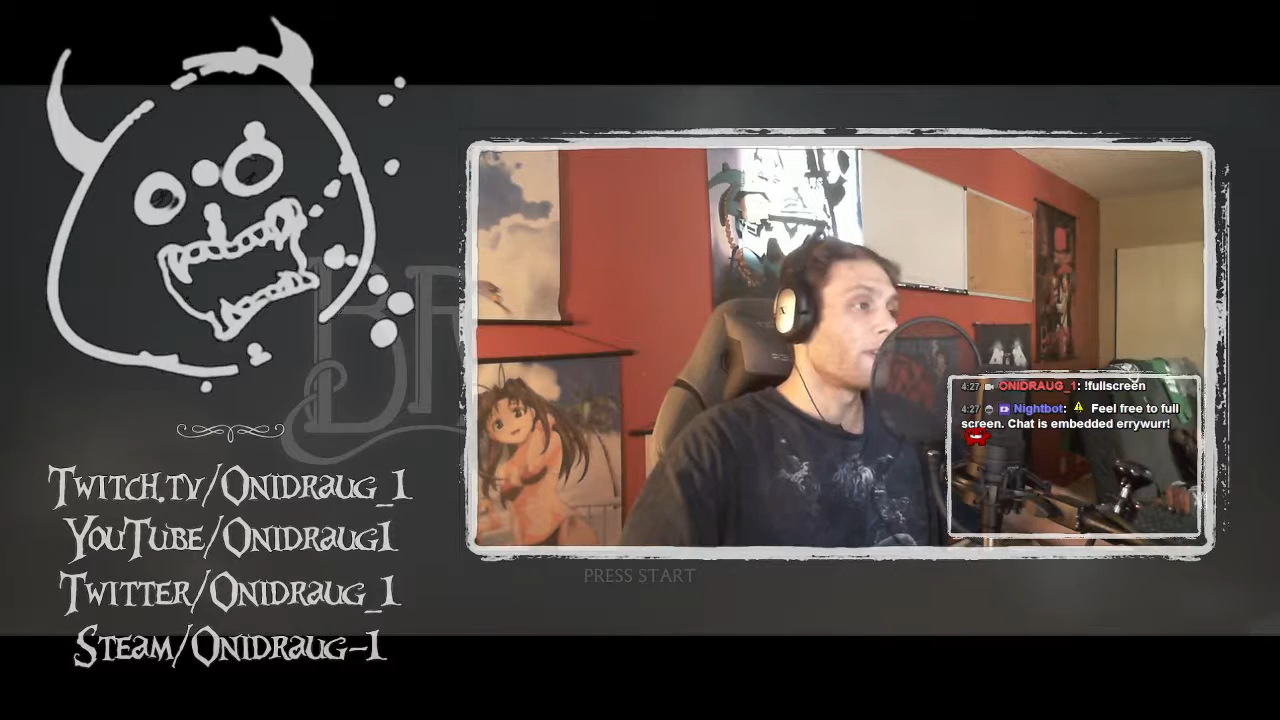 Twitch.tv/Onidraug_1
YouTube/Onidraug1
Twitter/Onidraug_1
Steam/Onidraug-1
PRESS START
4:27 ONIDRAUG_1: !fullscreen
4:27 Nightbot: ⚠ Feel free to full
screen. Chat is embedded errywurr!